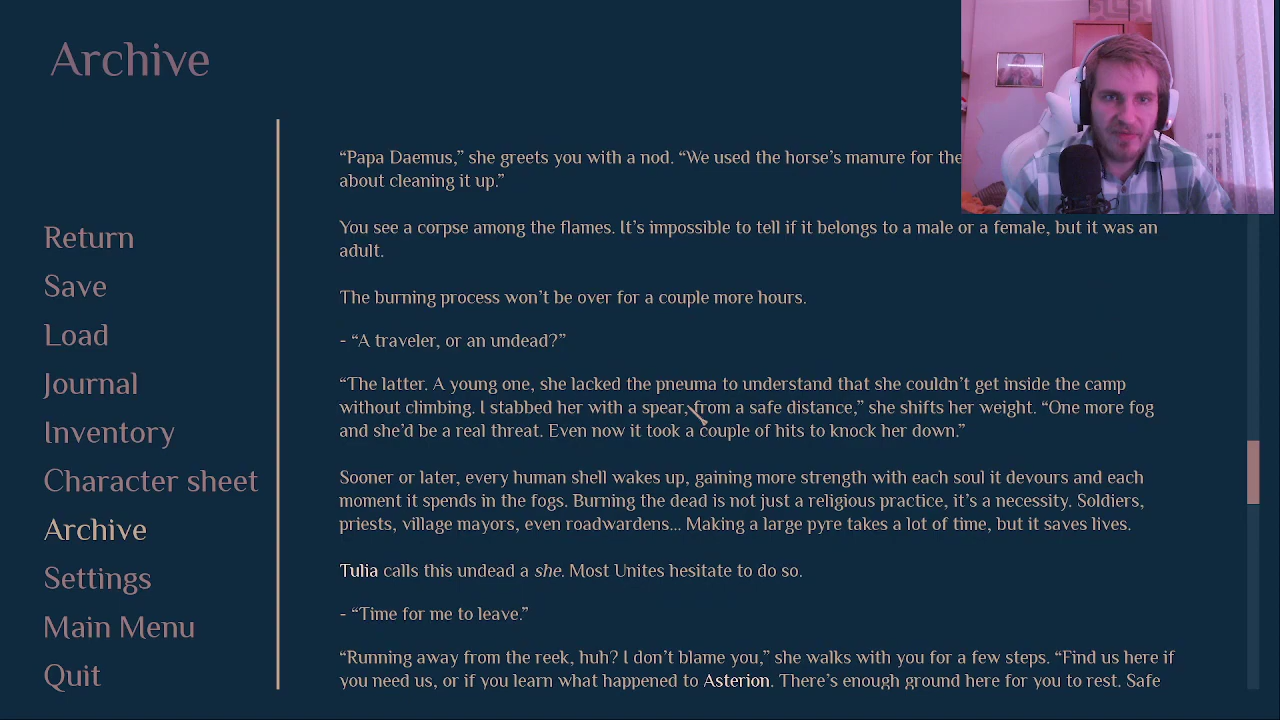 Archive
Return
Save
Load
Journal
Inventory
Character sheet
Archive
Settings
Main Menu
Quit
“Papa Daemus,” she greets you with a nod. “We used the horse’s manure for the
about cleaning it up.”
You see a corpse among the flames. It’s impossible to tell if it belongs to a male or a female, but it was an
adult.
The burning process won’t be over for a couple more hours.
- “A traveler, or an undead?”
“The latter. A young one, she lacked the pneuma to understand that she couldn’t get inside the camp
without climbing. I stabbed her with a spear, from a safe distance,” she shifts her weight. “One more fog
and she’d be a real threat. Even now it took a couple of hits to knock her down.”
Sooner or later, every human shell wakes up, gaining more strength with each soul it devours and each
moment it spends in the fogs. Burning the dead is not just a religious practice, it’s a necessity. Soldiers,
priests, village mayors, even roadwardens... Making a large pyre takes a lot of time, but it saves lives.
Tulia calls this undead a she. Most Unites hesitate to do so.
- “Time for me to leave.”
“Running away from the reek, huh? I don’t blame you,” she walks with you for a few steps. “Find us here if
you need us, or if you learn what happened to Asterion. There’s enough ground here for you to rest. Safe